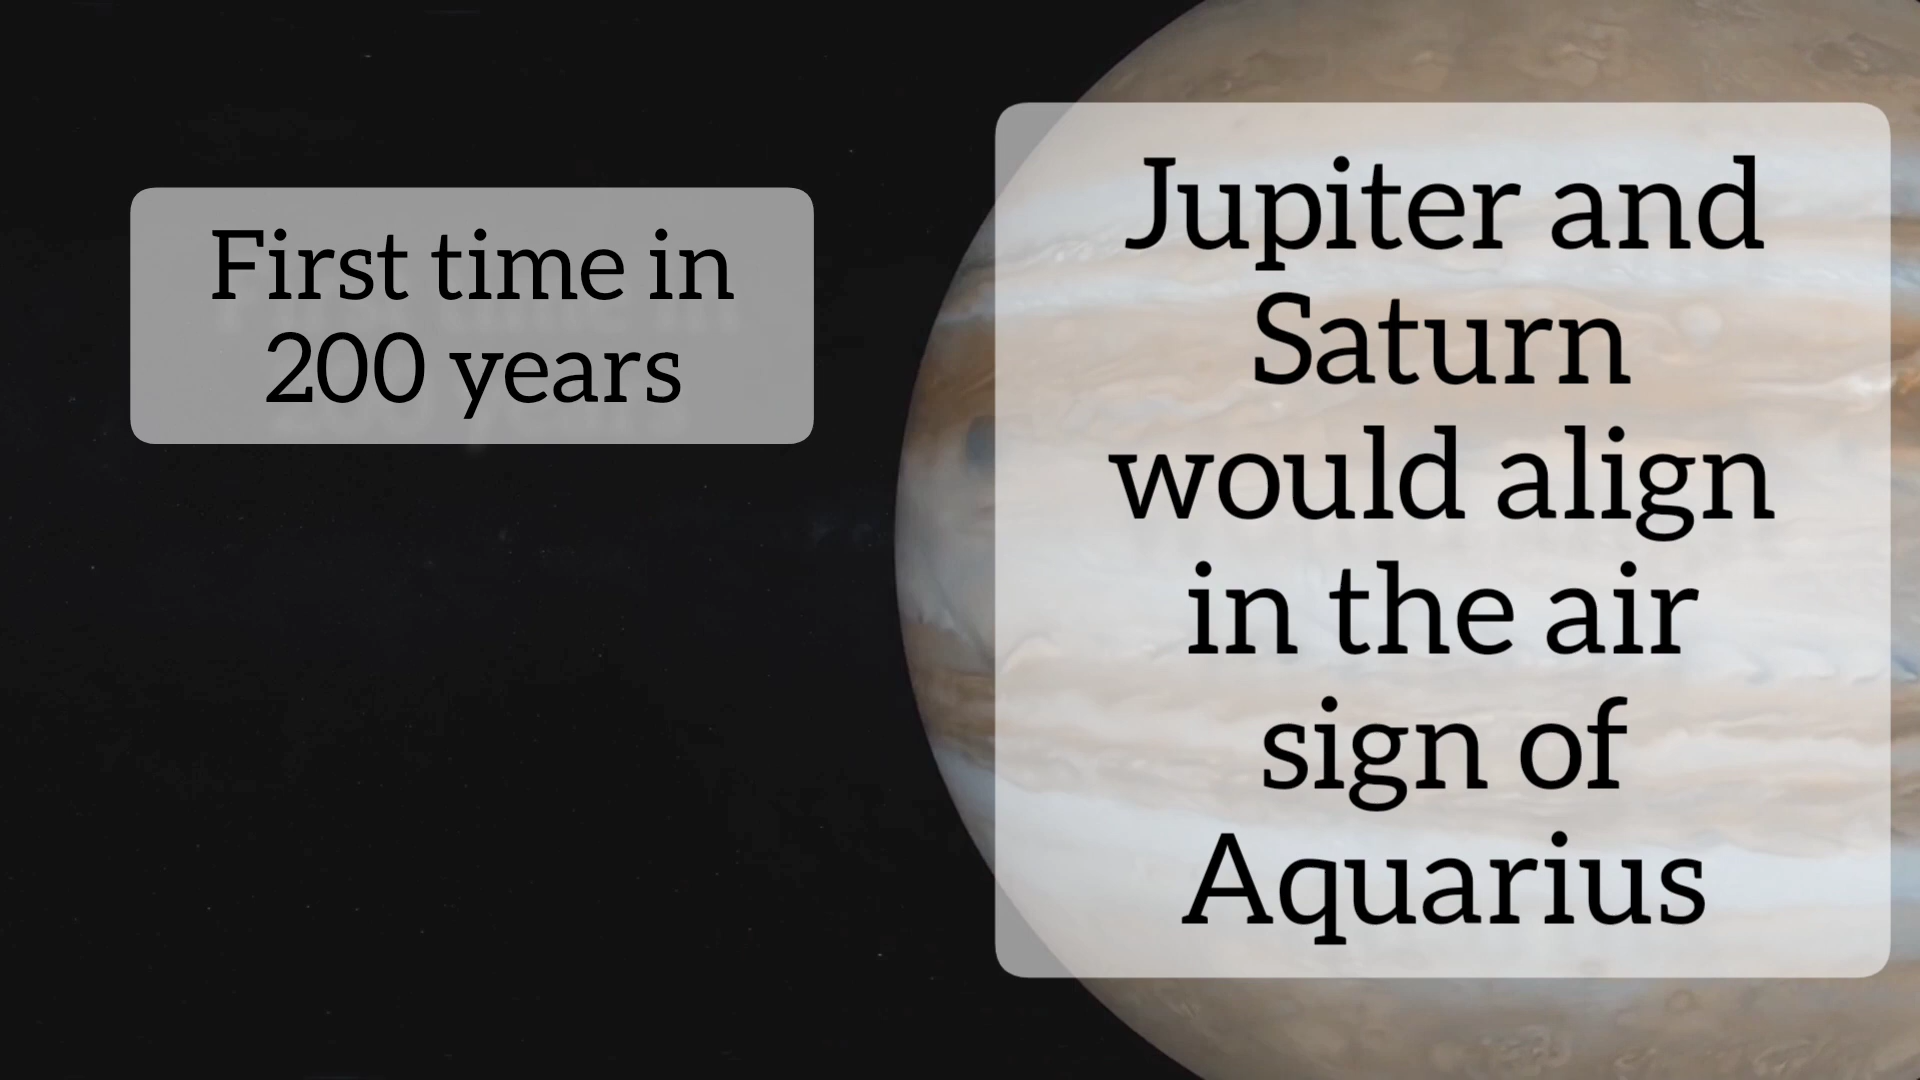 First time in
200 years
Jupiter and
Saturn
would align
in the air
sign of
Aquarius